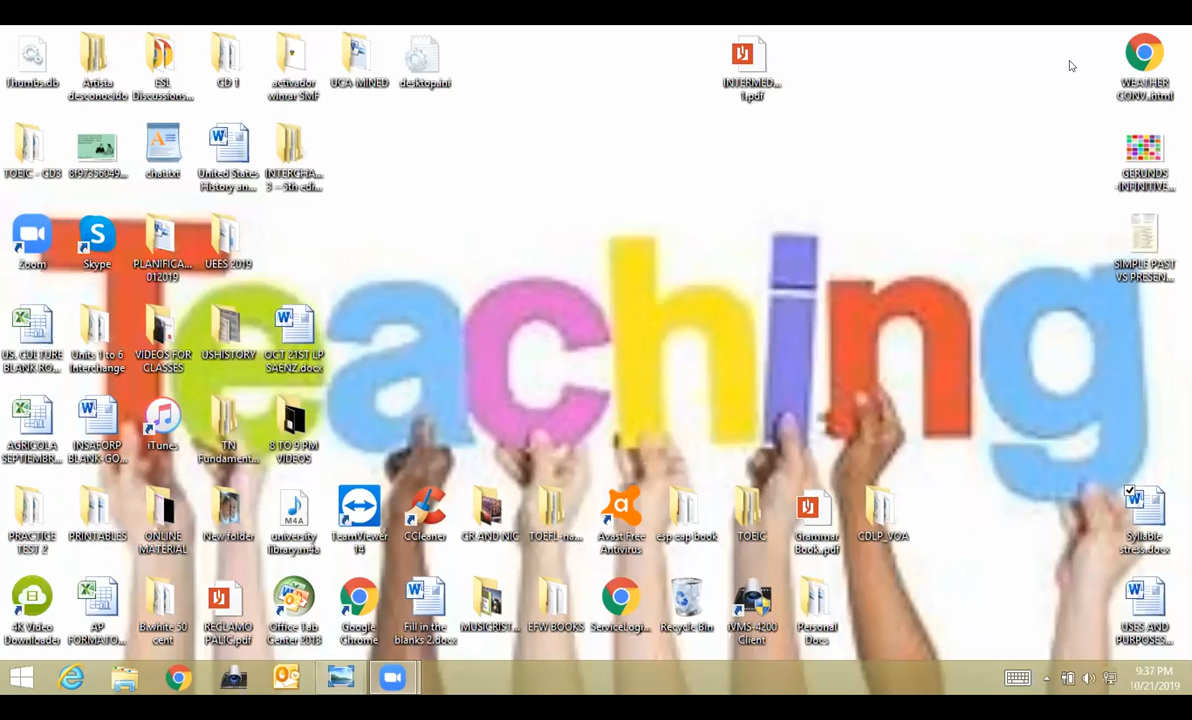 Thumbs.db
Artista
desconocido
ESL
Discussions...
CD 1
activador
winrar SMF
UCA-MINED
desktop.ini
INTERMED...
1.pdf
WEATHER
CONV..html
TOEIC - CD3
8f97356049...
chat.txt
United States
History an...
INTERCHA...
3 -- 5th edi...
GERUNDS
-INFINITIVE...
Zoom
Skype
PLANIFICA...
012019
UEES 2019
SIMPLE PAST
VS PRESEN...
Teaching
US. CULTURE
BLANK RO...
Units 1 to 6
Interchange
VIDEOS FOR
CLASSES
USHISTORY
OCT 21ST LP
SAENZ.docx
AGRICOLA
SEPTIEMBR...
INSAFORP
BLANK-GO...
iTunes
TN
Fundament...
8 TO 9 PM
VIDEOS
PRACTICE
TEST 2
PRINTABLES
ONLINE
MATERIAL
New folder
M4A
university
library.m4a
TeamViewer
14
CCleaner
CR AND NIC
TOEFL-na...
Avast Free
Antivirus
esp cap book
TOEIC
Grammar
Book..pdf
CDLP_VOA
Syllable
stress.docx
4K Video
Downloader
AP
FORMATO...
B.white 50
cent
RECLAMO
PALIC.pdf
Office Tab
Center 2013
Google
Chrome
Fill in the
blanks 2.docx
MUSICRIST...
EFW BOOKS
ServiceLogi...
Recycle Bin
iVMS-4200
Client
Personal
Docs
USES AND
PURPOSES...
9:37 PM
10/21/2019